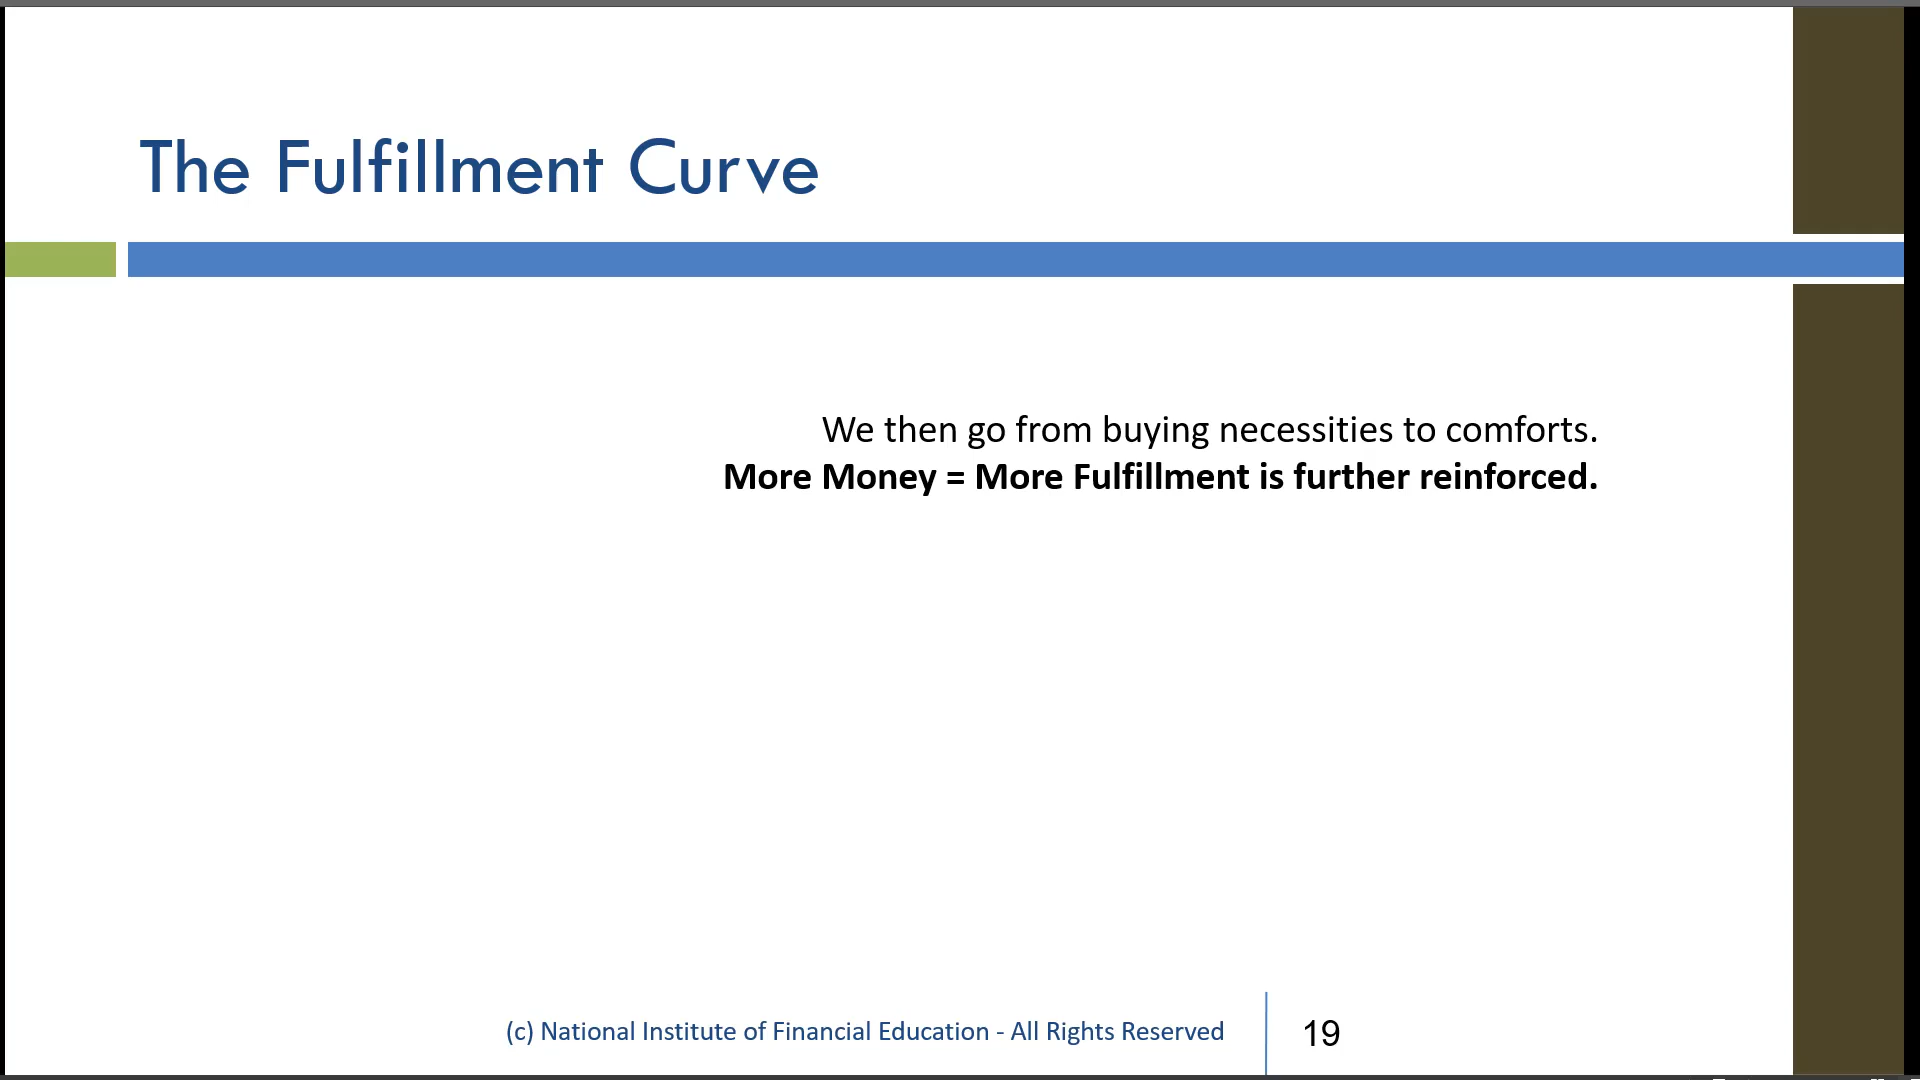 The Fulfillment Curve
We then go from buying necessities to comforts.
More Money = More Fulfillment is further reinforced.
(c) National Institute of Financial Education - All Rights Reserved
19